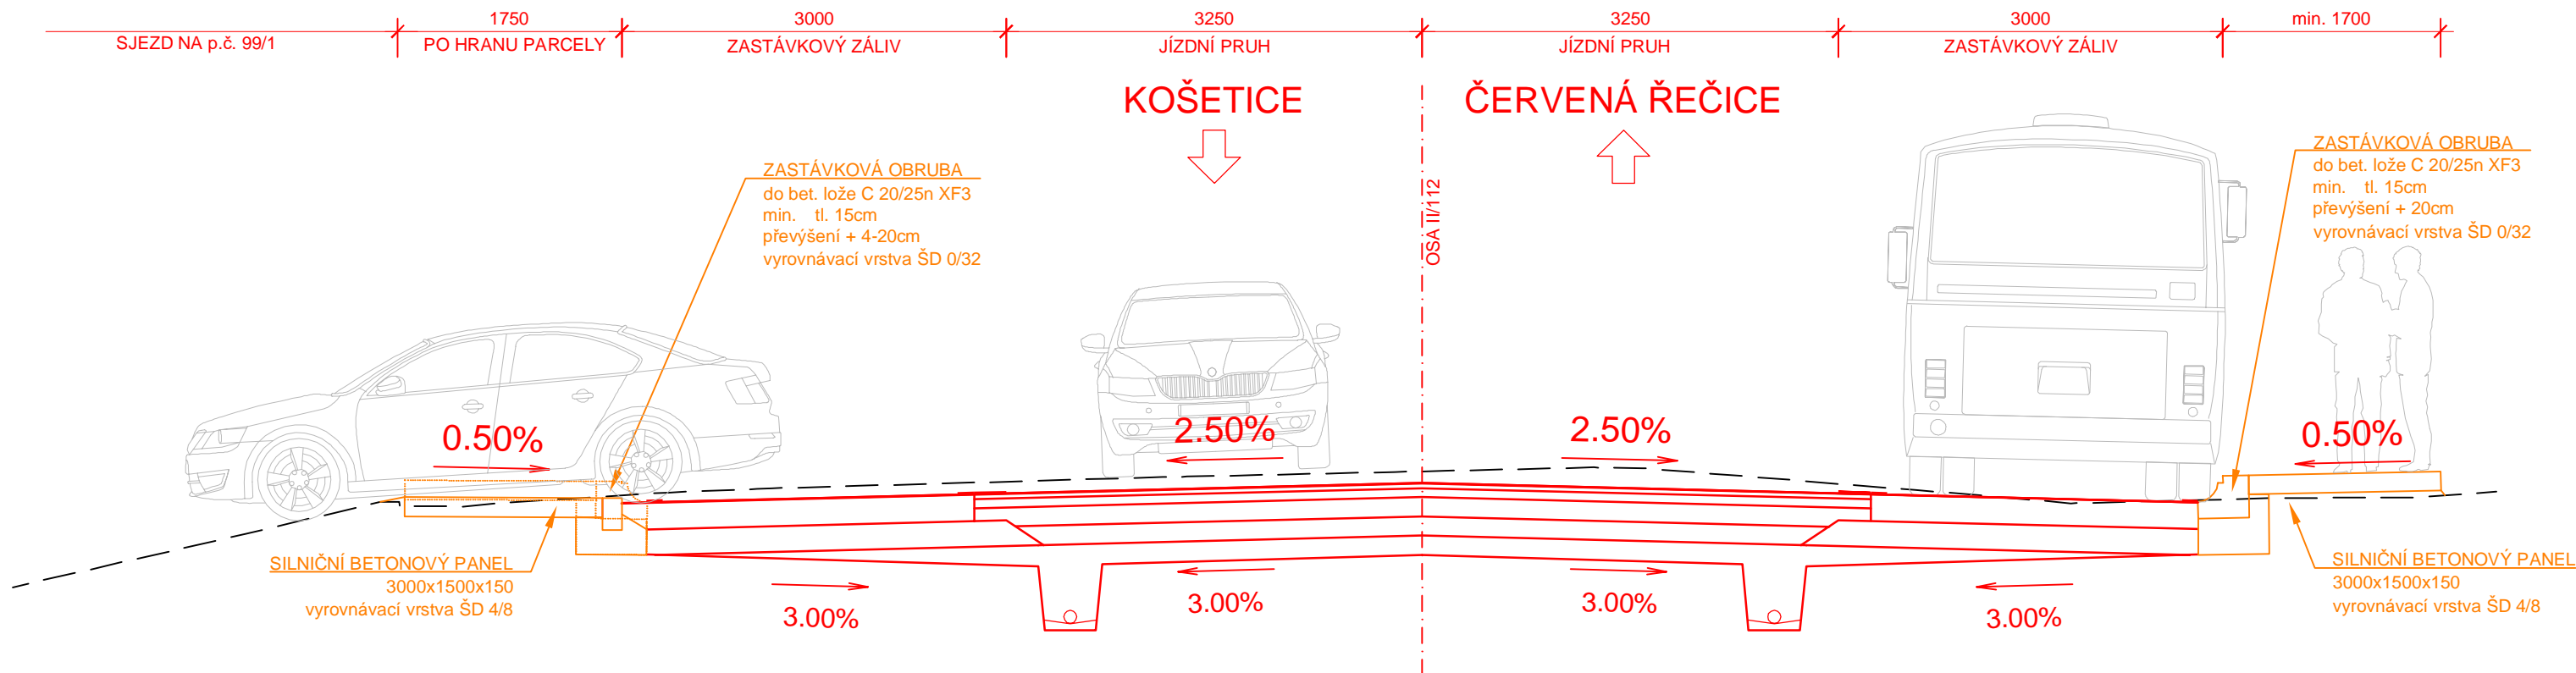 1750
3000
3250
3250
3000
min. 1700
SJEZD NA p.č. 99/1
PO HRANU PARCELY
ZASTÁVKOVÝ ZÁLIV
JÍZDNÍ PRUH
JÍZDNÍ PRUH
ZASTÁVKOVÝ ZÁLIV
KOŠETICE
ČERVENÁ ŘEČICE
OSA II/112
ZASTÁVKOVÁ OBRUBA
do bet. lože C 20/25n XF3
min. tl. 15cm
převýšení + 4-20cm
vyrovnávací vrstva ŠD 0/32
ZASTÁVKOVÁ OBRUBA
do bet. lože C 20/25n XF3
min. tl. 15cm
převýšení + 20cm
vyrovnávací vrstva ŠD 0/32
0.50%
2.50%
2.50%
0.50%
SILNIČNÍ BETONOVÝ PANEL
3000x1500x150
vyrovnávací vrstva ŠD 4/8
3.00%
3.00%
3.00%
3.00%
SILNIČNÍ BETONOVÝ PANEL
3000x1500x150
vyrovnávací vrstva ŠD 4/8